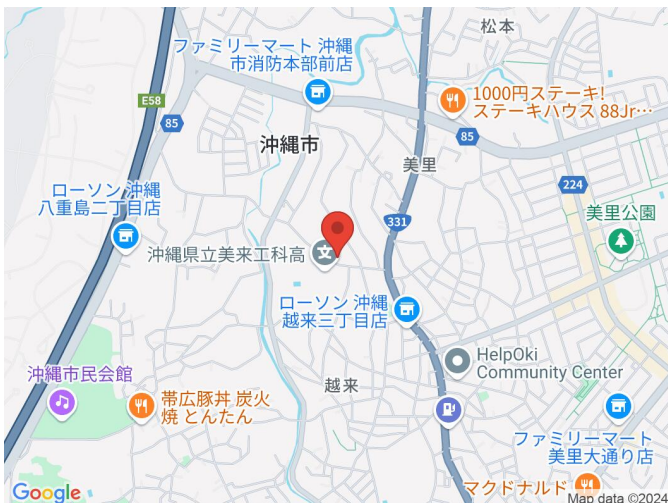 松本
ファミリーマート 沖縄
市消防本部前店
1000円ステーキ!
ステーキハウス 88Jr…
E58
85
沖縄市
85
美里
224
ローソン 沖縄
八重島二丁目店
331
美里公園
沖縄県立美来工科高
文
ローソン 沖縄
越来三丁目店
HelpOki
Community Center
沖縄市民会館
越来
帯広豚丼 炭火
焼 とんたん
ファミリーマート
美里大通り店
マクドナルド
Google
Map data ©2024